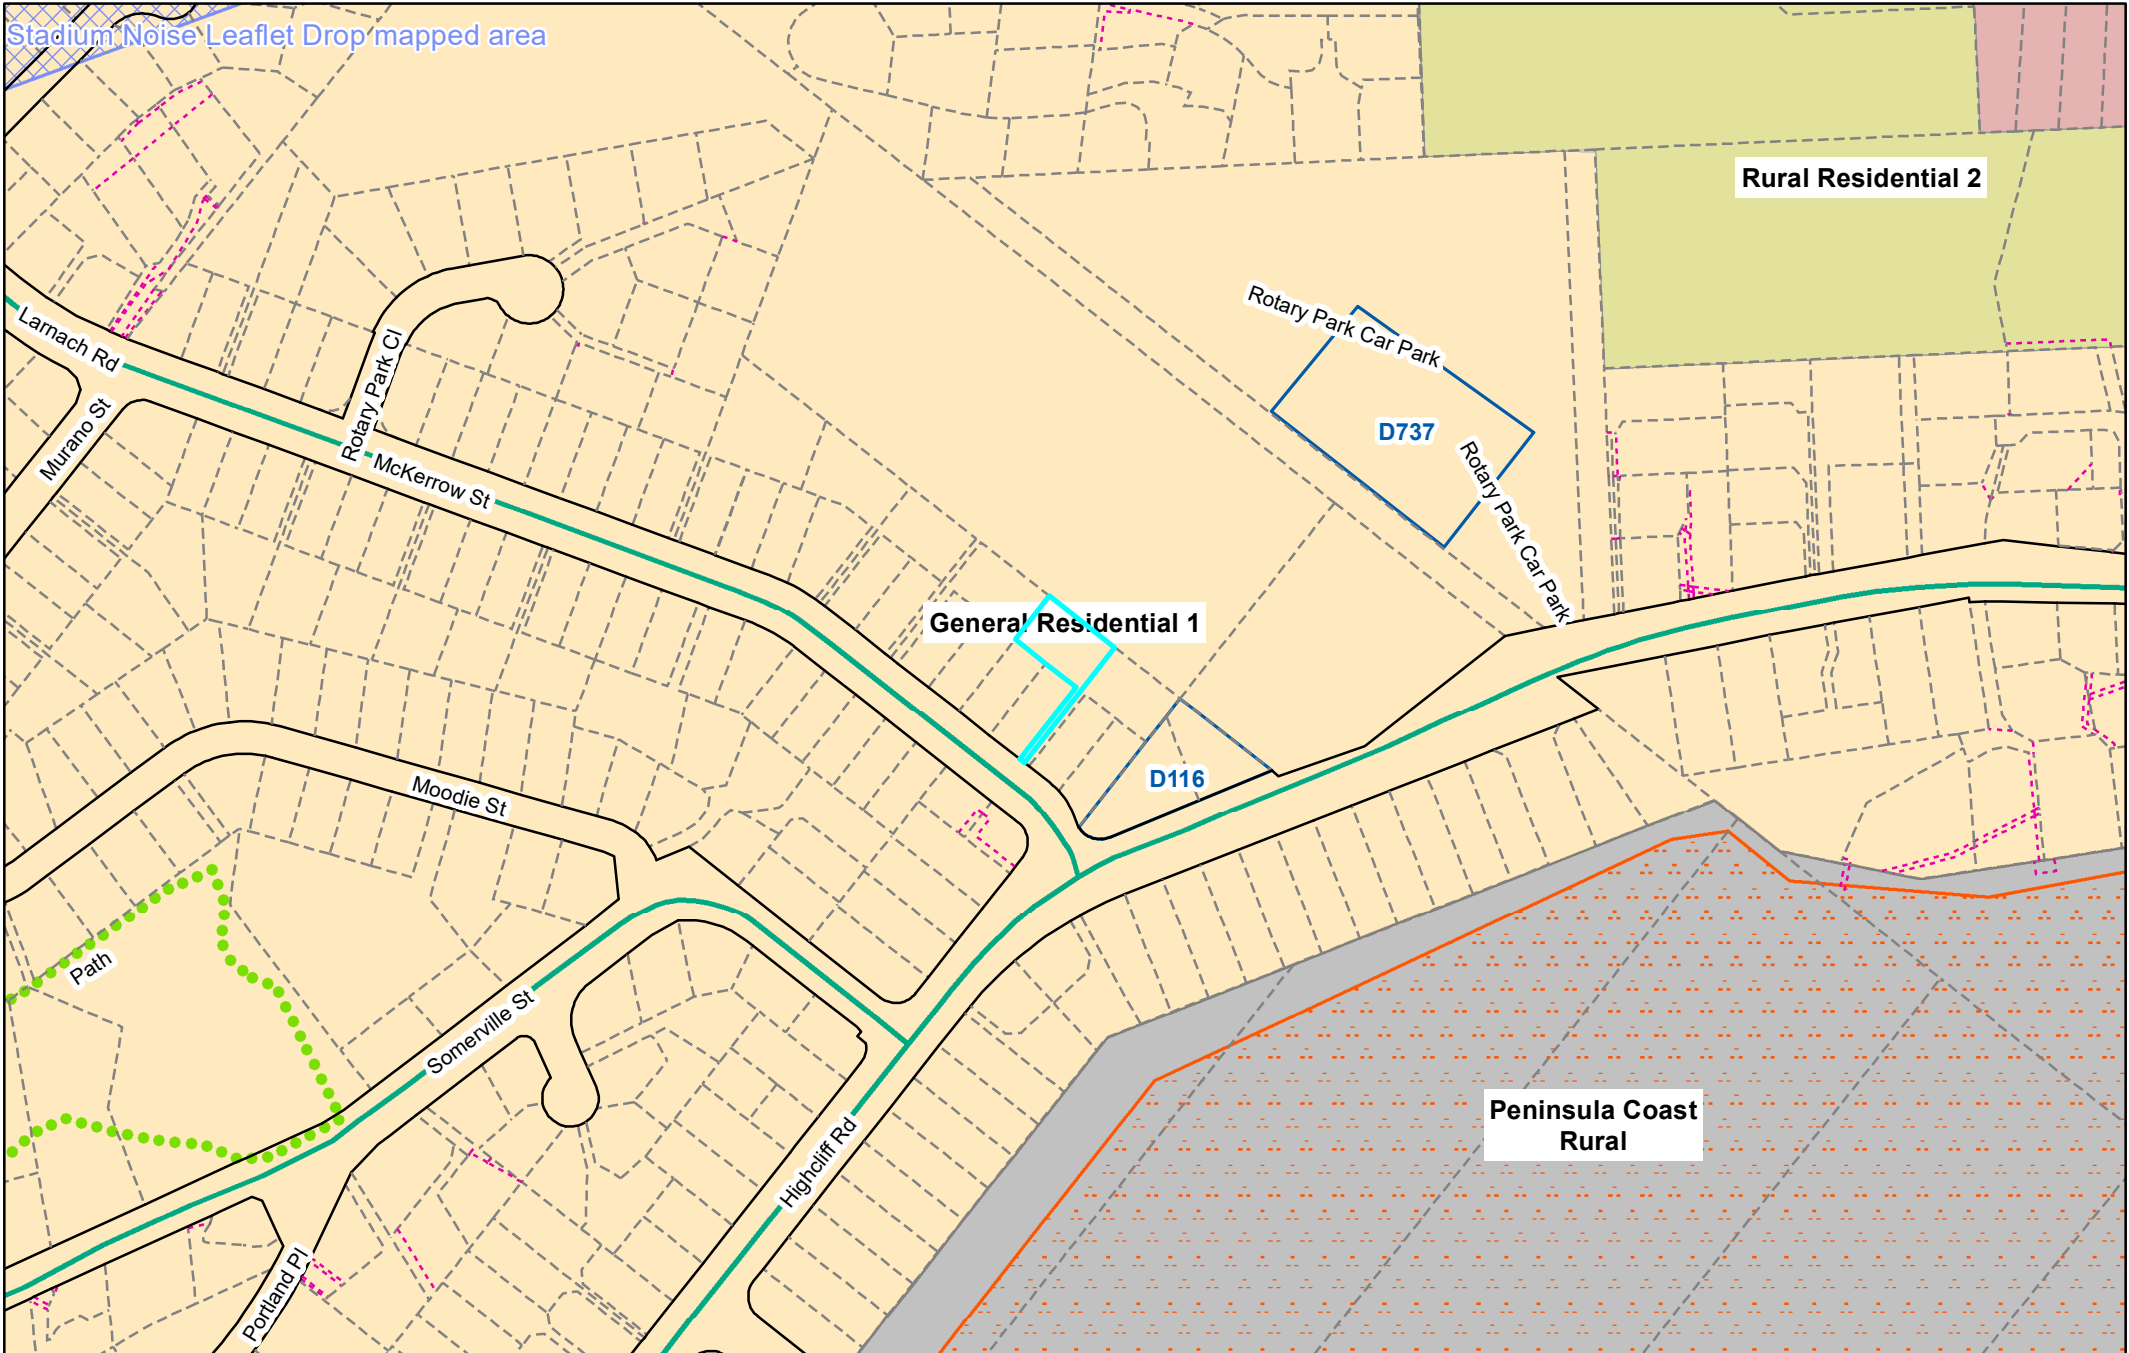 Stadium Noise Leaflet Drop mapped area
Rural Residential 2
Rotary Park Car Park
Larnach Rd
Rotary Park Cl
Murano St
McKerrow St
D737
Rotary Park Car Park
General Residential 1
D116
Moodie St
Path
Somerville St
Highcliff Rd
Peninsula Coast
Rural
Portland Pl